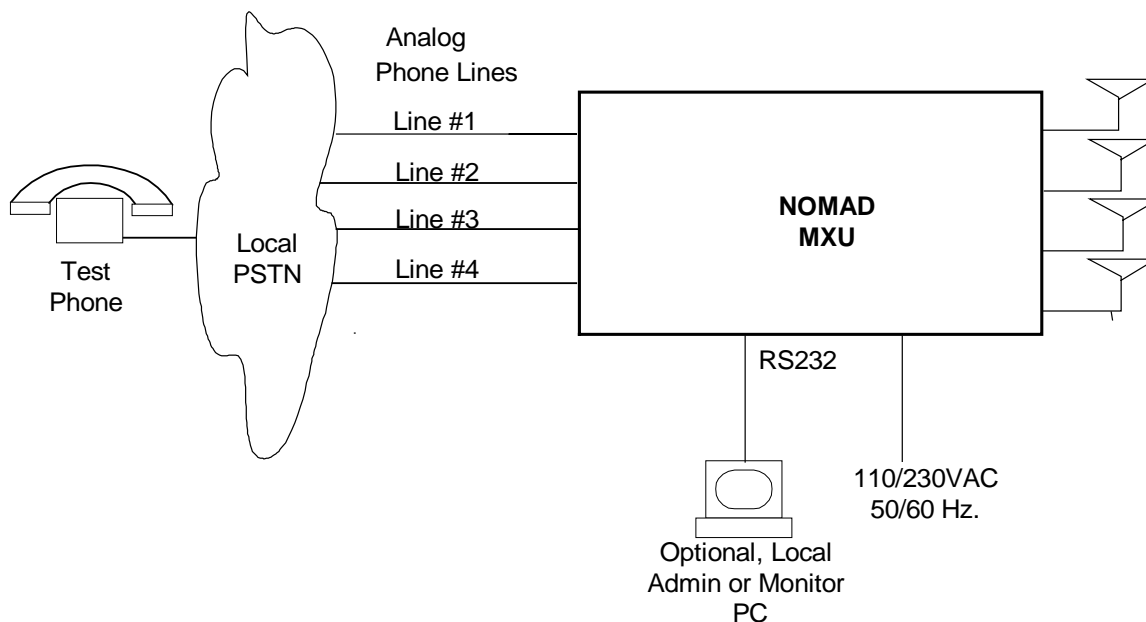 Analog
Phone Lines
Line #1
Line #2
Line #3
Line #4
Local
PSTN
Test
Phone
NOMAD
MXU
RS232
110/230VAC
50/60 Hz.
Optional, Local
Admin or Monitor
PC